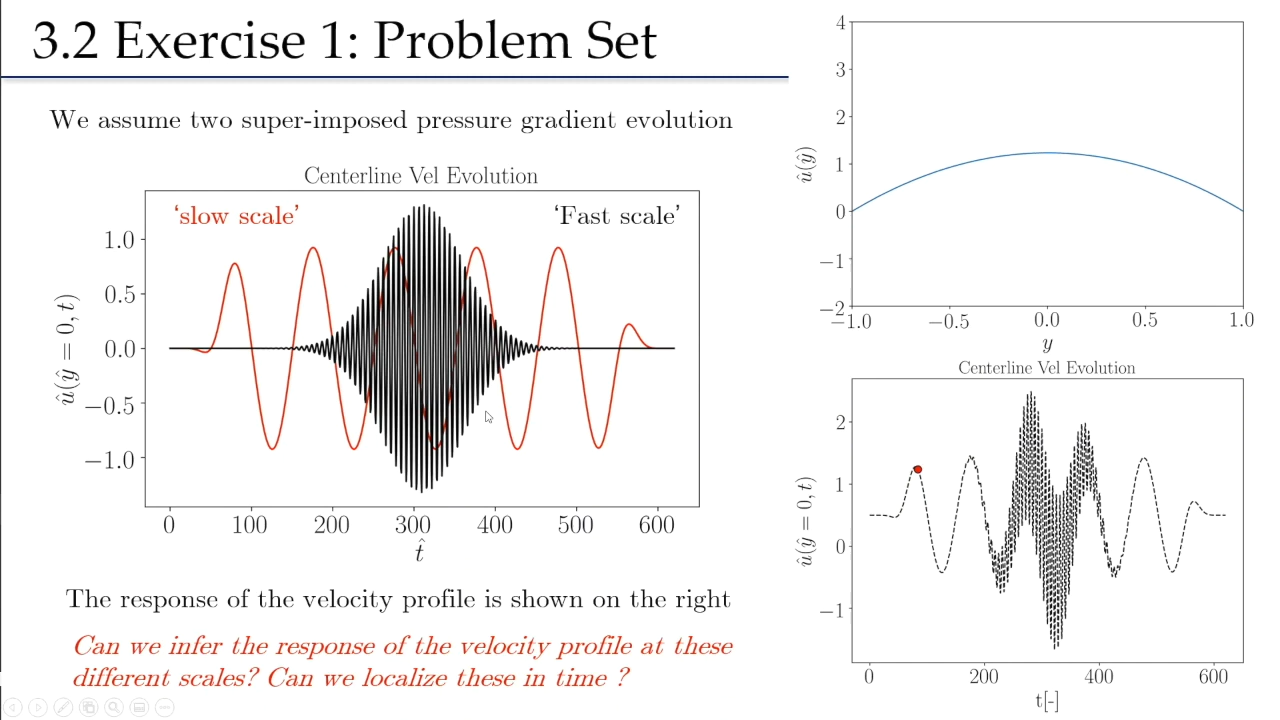 3.2 Exercise 1: Problem Set
We assume two super-imposed pressure gradient evolution
Centerline Vel Evolution
‘slow scale’
‘Fast scale’
1.0
0.5
0.0
−0.5
−1.0
û(ŷ = 0, t)
0 100 200 300 400 500 600
t̂
The response of the velocity profile is shown on the right
Can we infer the response of the velocity profile at these
different scales? Can we localize these in time ?
4
3
2
1
0
−1
−2
û(ŷ)
−1.0 −0.5 0.0 0.5 1.0
y
Centerline Vel Evolution
2
1
0
−1
û(ŷ = 0, t)
0 200 400 600
t[-]